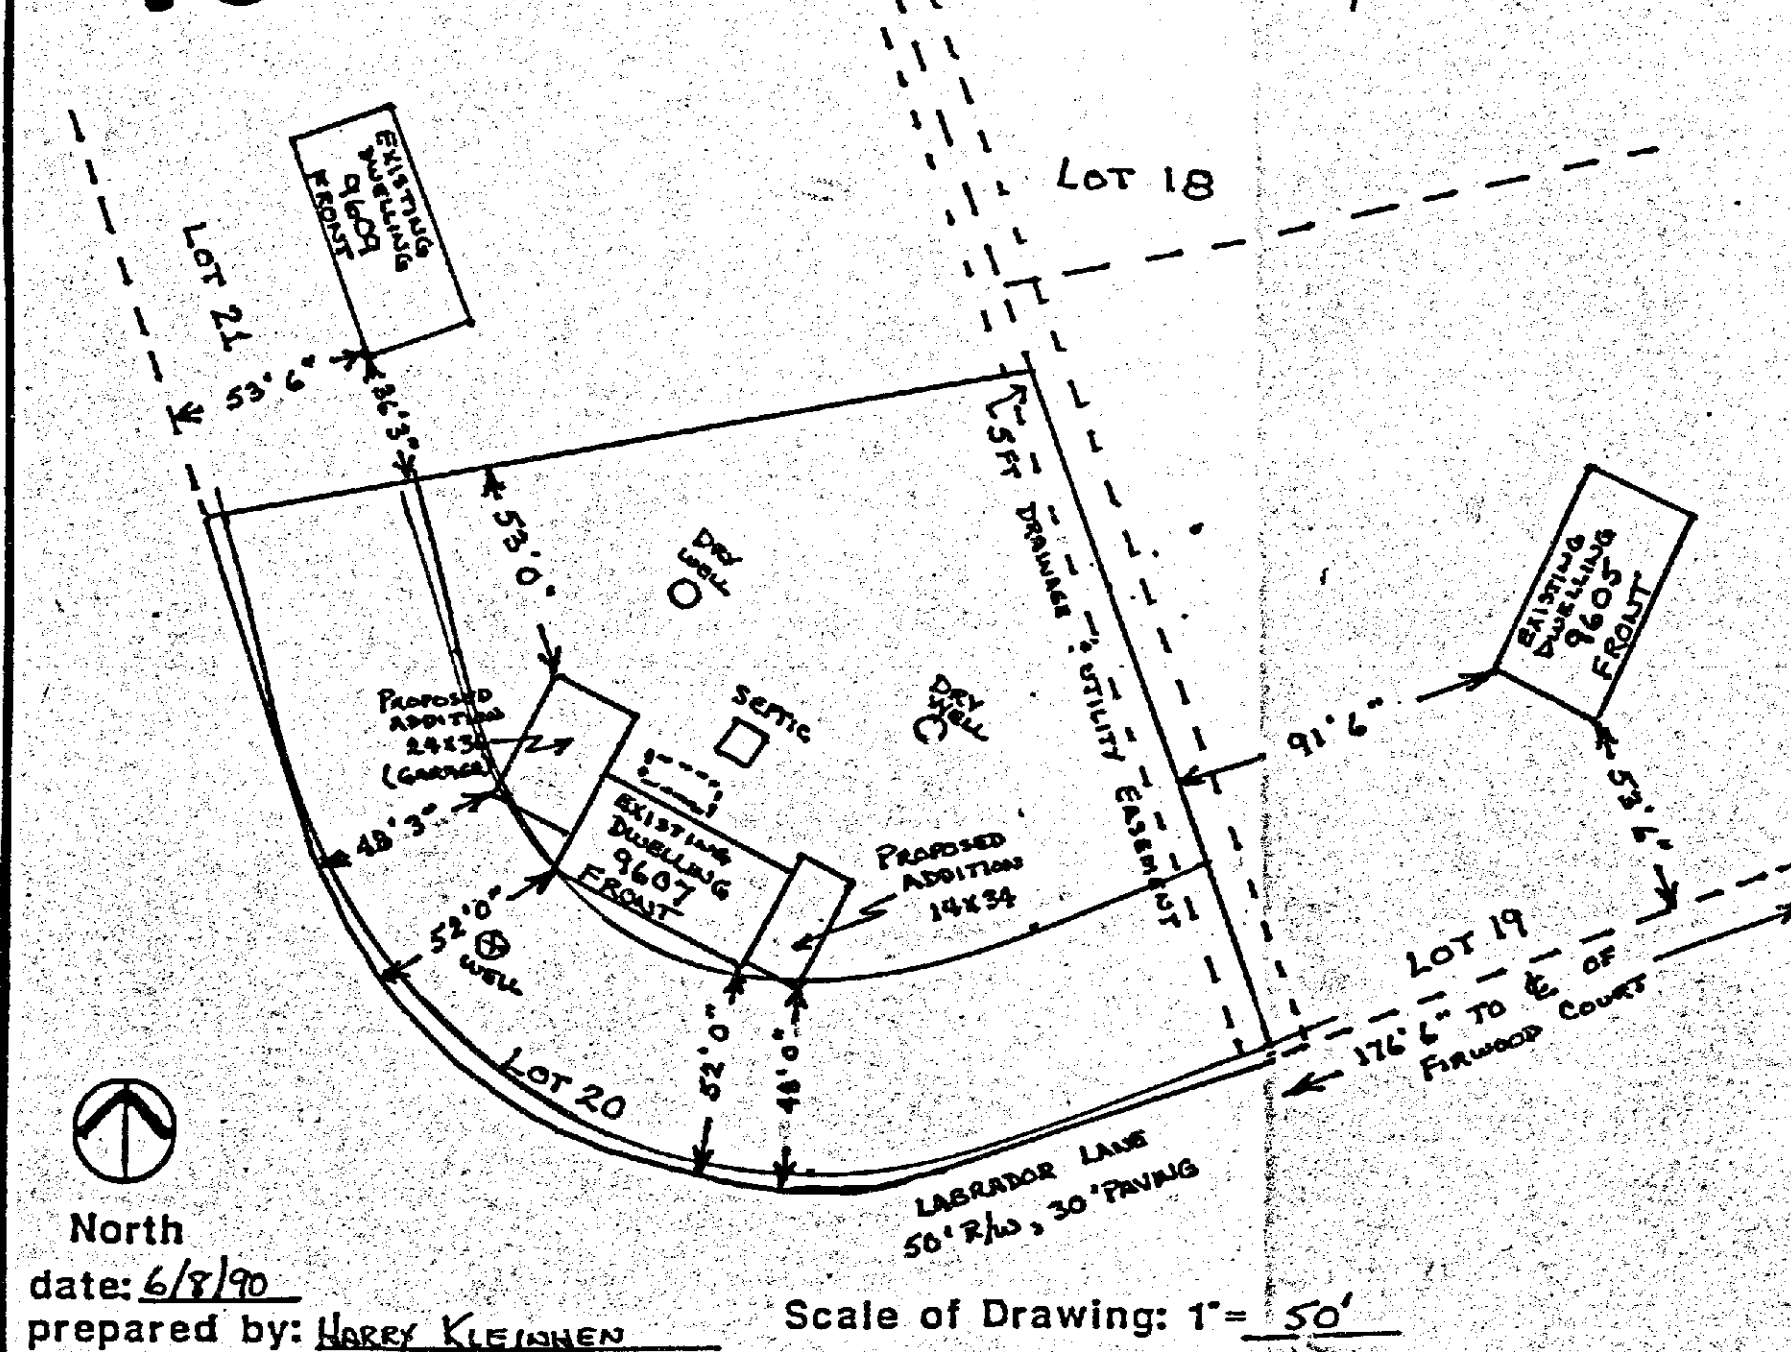 LOT 18
EXISTING
DWELLING
9609
FRONT
LOT 21
53' 6"
36'3"
53'0"
5 FT DRAINAGE & UTILITY EASEMENT
DRY
WELL
EXISTING
DWELLING
9605
FRONT
PROPOSED
ADDITION
24X34
(GARAGE)
SEPTIC
DRY
WELL
91'6"
53'6"
48'3"
EXISTING
DWELLING
9607
FRONT
PROPOSED
ADDITION
14X34
52'0"
WELL
52'0"
48'0"
LOT 19
176'6" TO ℄ OF
FIRWOOD COURT
LOT 20
LABRADOR LANE
50' R/W, 30' PAVING
North
date: 6/8/90
prepared by: HARRY KLEINHEN
Scale of Drawing: 1"= 50'